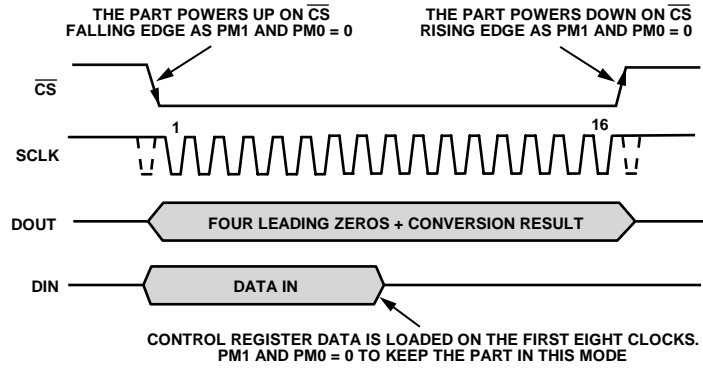 THE PART POWERS UP ON CS
FALLING EDGE AS PM1 AND PM0 = 0
THE PART POWERS DOWN ON CS
RISING EDGE AS PM1 AND PM0 = 0
CS
1
16
SCLK
DOUT
FOUR LEADING ZEROS + CONVERSION RESULT
DIN
DATA IN
CONTROL REGISTER DATA IS LOADED ON THE FIRST EIGHT CLOCKS.
PM1 AND PM0 = 0 TO KEEP THE PART IN THIS MODE